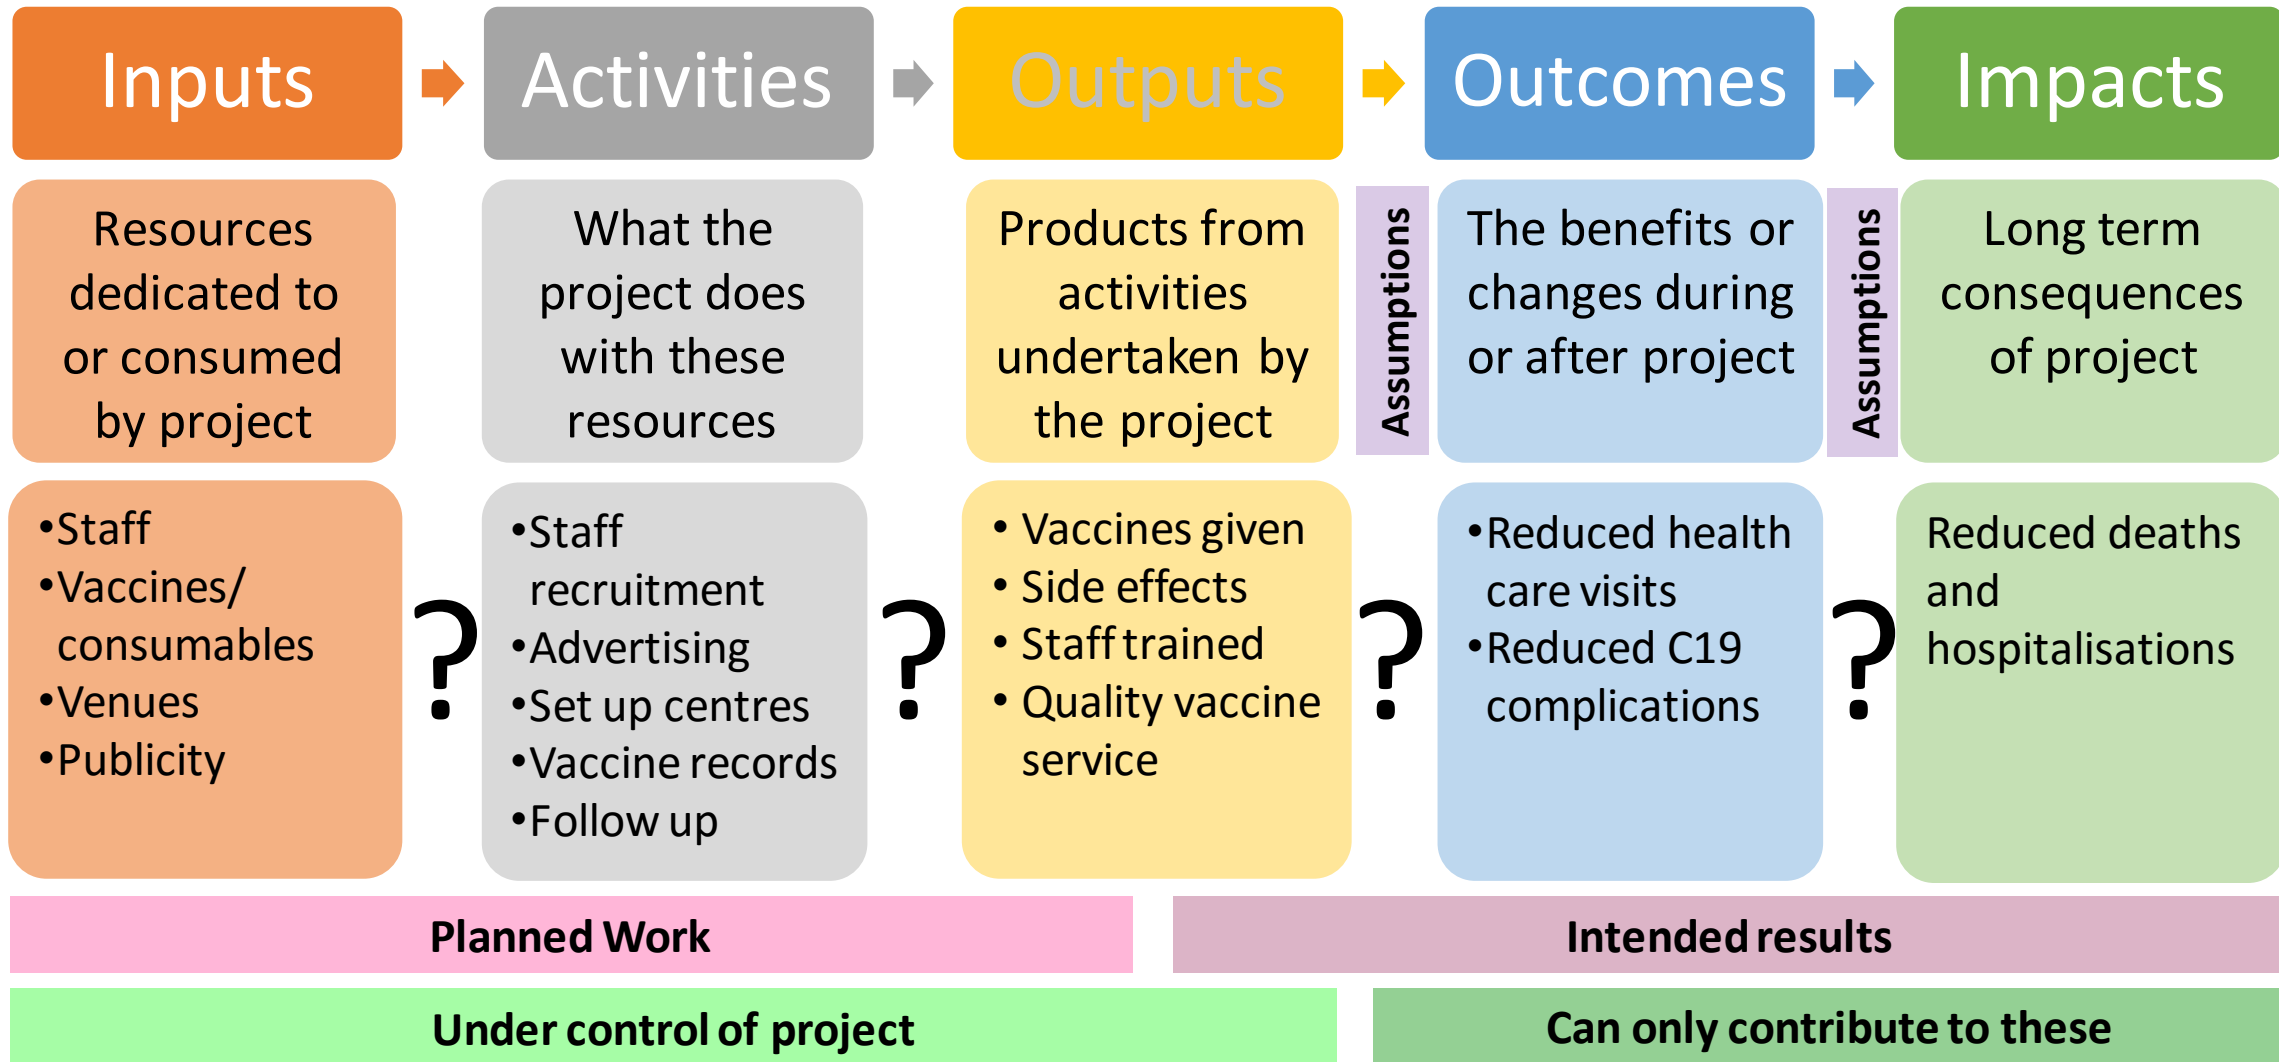 Inputs
Activities
Outputs
Outcomes
Impacts
Resources
dedicated to
or consumed
by project
What the
project does
with these
resources
Products from
activities
undertaken by
the project
Assumptions
The benefits or
changes during
or after project
Assumptions
Long term
consequences
of project
•Staff
•Vaccines/
consumables
•Venues
•Publicity
?
•Staff
recruitment
•Advertising
•Set up centres
•Vaccine records
•Follow up
?
• Vaccines given
• Side effects
• Staff trained
• Quality vaccine
service
?
•Reduced health
care visits
•Reduced C19
complications
?
Reduced deaths
and
hospitalisations
Planned Work
Intended results
Under control of project
Can only contribute to these